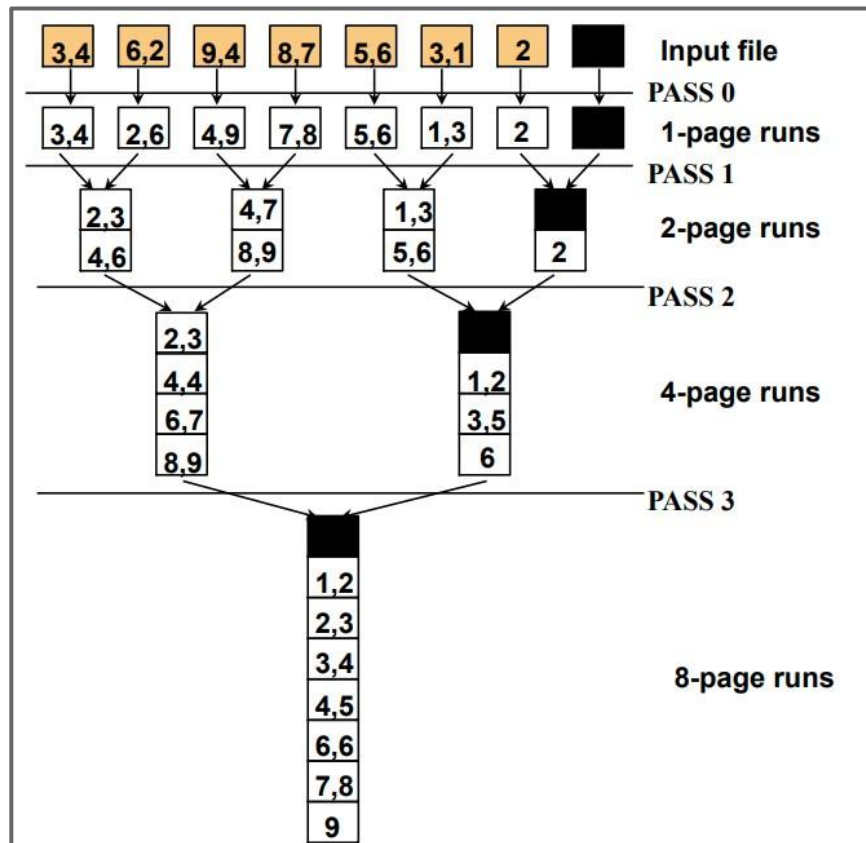 3,4 6,2 9,4 8,7 5,6 3,1 2 Input file
PASS 0
3,4 2,6 4,9 7,8 5,6 1,3 2 1-page runs
PASS 1
2,3 4,7 1,3
2-page runs
4,6 8,9 5,6 2
PASS 2
2,3
4,4 1,2
4-page runs
6,7 3,5
8,9 6
PASS 3
1,2
2,3
3,4
8-page runs
4,5
6,6
7,8
9